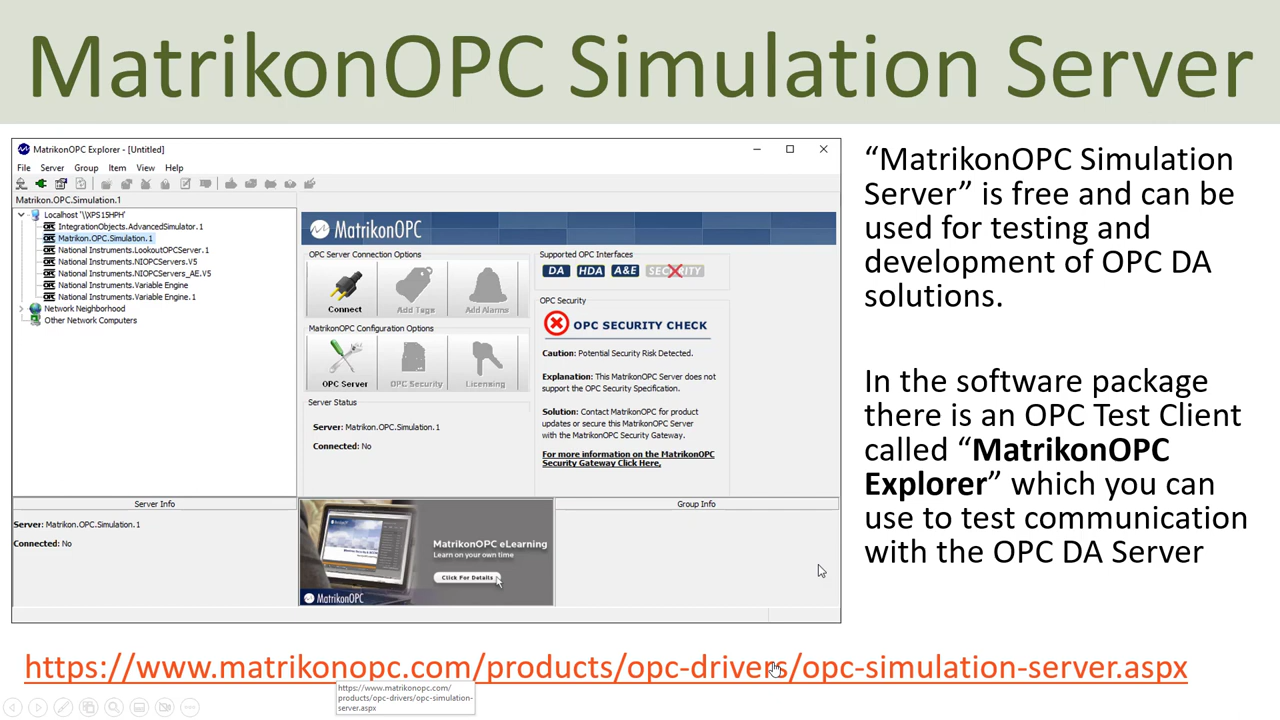 MatrikonOPC Simulation Server
MatrikonOPC Explorer - [Untitled]
File Server Group Item View Help
Matrikon.OPC.Simulation.1
Localhost '\\XPS15HPH'
IntegrationObjects.AdvancedSimulator.1
Matrikon.OPC.Simulation.1
National Instruments.LookoutOPCServer.1
National Instruments.NIOPCServers.V5
National Instruments.NIOPCServers_AE.V5
National Instruments.Variable Engine
National Instruments.Variable Engine.1
Network Neighborhood
Other Network Computers
MatrikonOPC
OPC Server Connection Options
Connect Add Tags Add Alarms
MatrikonOPC Configuration Options
OPC Server OPC Security Licensing
Server Status
Server: Matrikon.OPC.Simulation.1
Connected: No
Supported OPC Interfaces
DA HDA A&E SECURITY
OPC Security
OPC SECURITY CHECK
Caution: Potential Security Risk Detected.
Explanation: This MatrikonOPC Server does not
support the OPC Security Specification.
Solution: Contact MatrikonOPC for product
updates or secure this MatrikonOPC Server
with the MatrikonOPC Security Gateway.
For more information on the MatrikonOPC
Security Gateway Click Here.
Server Info
Server: Matrikon.OPC.Simulation.1
Connected: No
MatrikonOPC eLearning
Learn on your own time
Click For Details
MatrikonOPC
Group Info
“MatrikonOPC Simulation
Server” is free and can be
used for testing and
development of OPC DA
solutions.
In the software package
there is an OPC Test Client
called “MatrikonOPC
Explorer” which you can
use to test communication
with the OPC DA Server
https://www.matrikonopc.com/products/opc-drivers/opc-simulation-server.aspx
https://www.matrikonopc.com/
products/opc-drivers/opc-simulation-
server.aspx